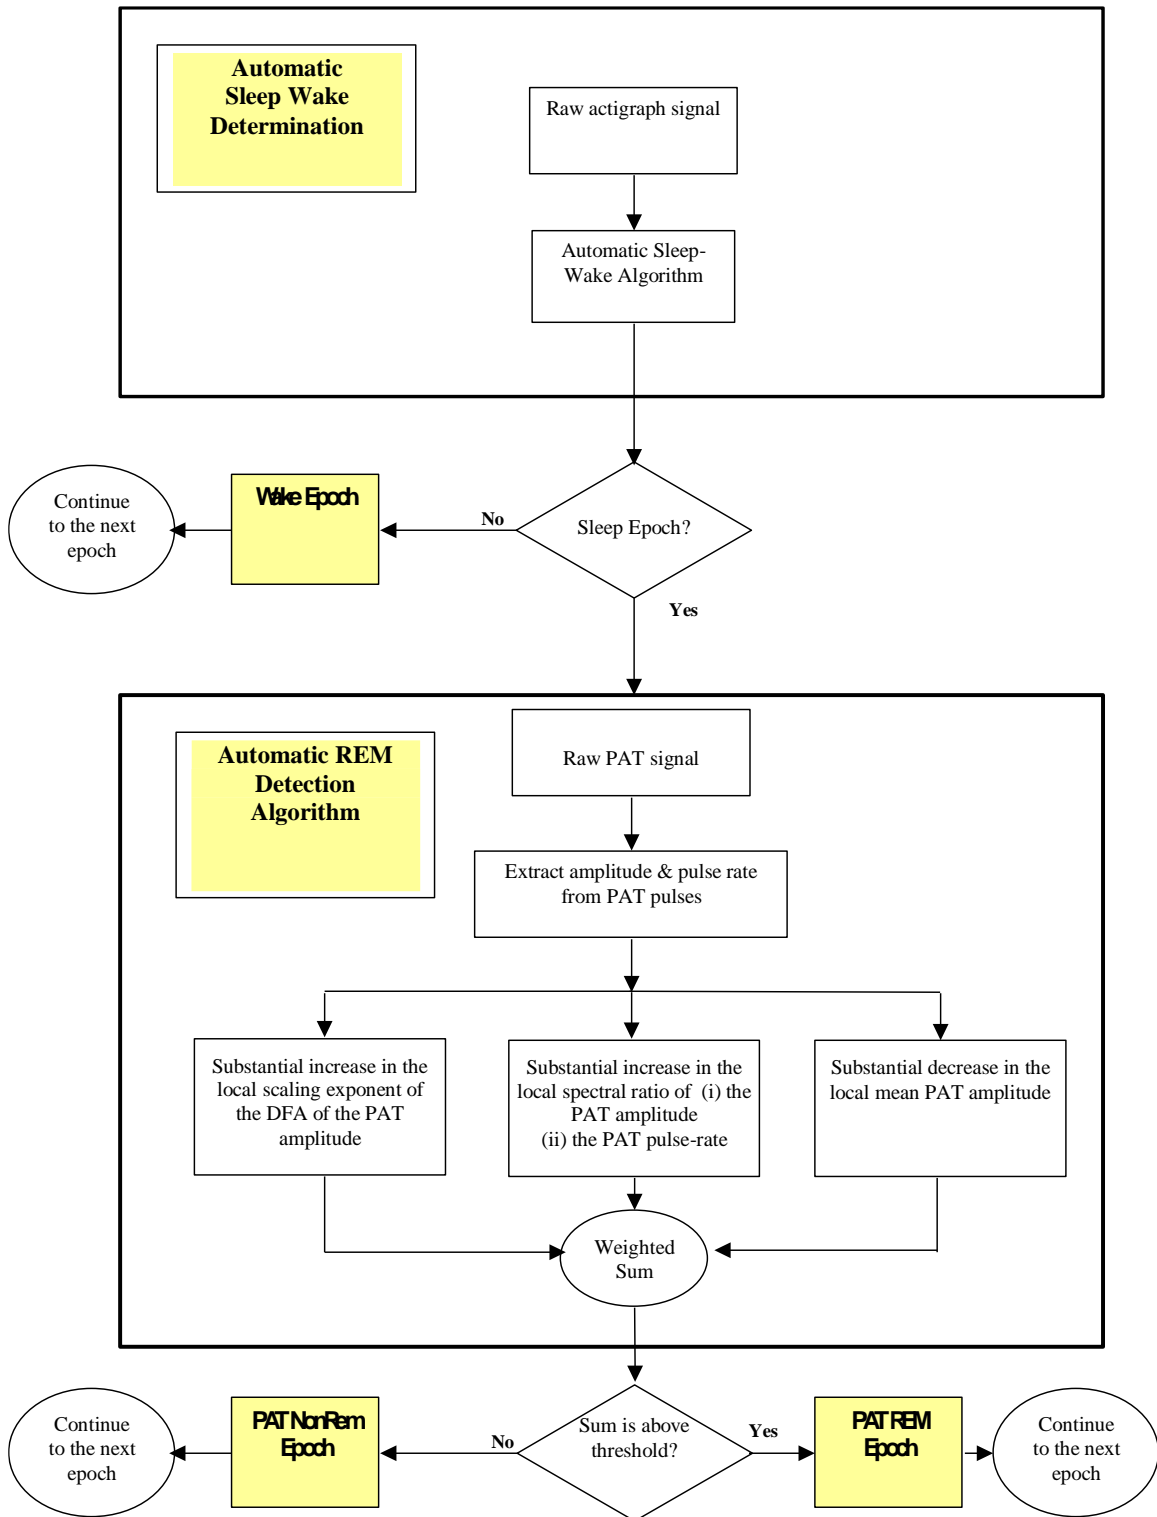 Automatic
Sleep Wake
Determination
Raw actigraph signal
Automatic Sleep-
Wake Algorithm
Continue
to the next
epoch
Wake Epoch
No
Sleep Epoch?
Yes
Automatic REM
Detection
Algorithm
Raw PAT signal
Extract amplitude & pulse rate
from PAT pulses
Substantial increase in the
local scaling exponent of
the DFA of the PAT
amplitude
Substantial increase in the
local spectral ratio of (i) the
PAT amplitude
(ii) the PAT pulse-rate
Substantial decrease in the
local mean PAT amplitude
Weighted
Sum
Continue
to the next
epoch
PAT NonRem
Epoch
No
Sum is above
threshold?
Yes
PAT REM
Epoch
Continue
to the next
epoch